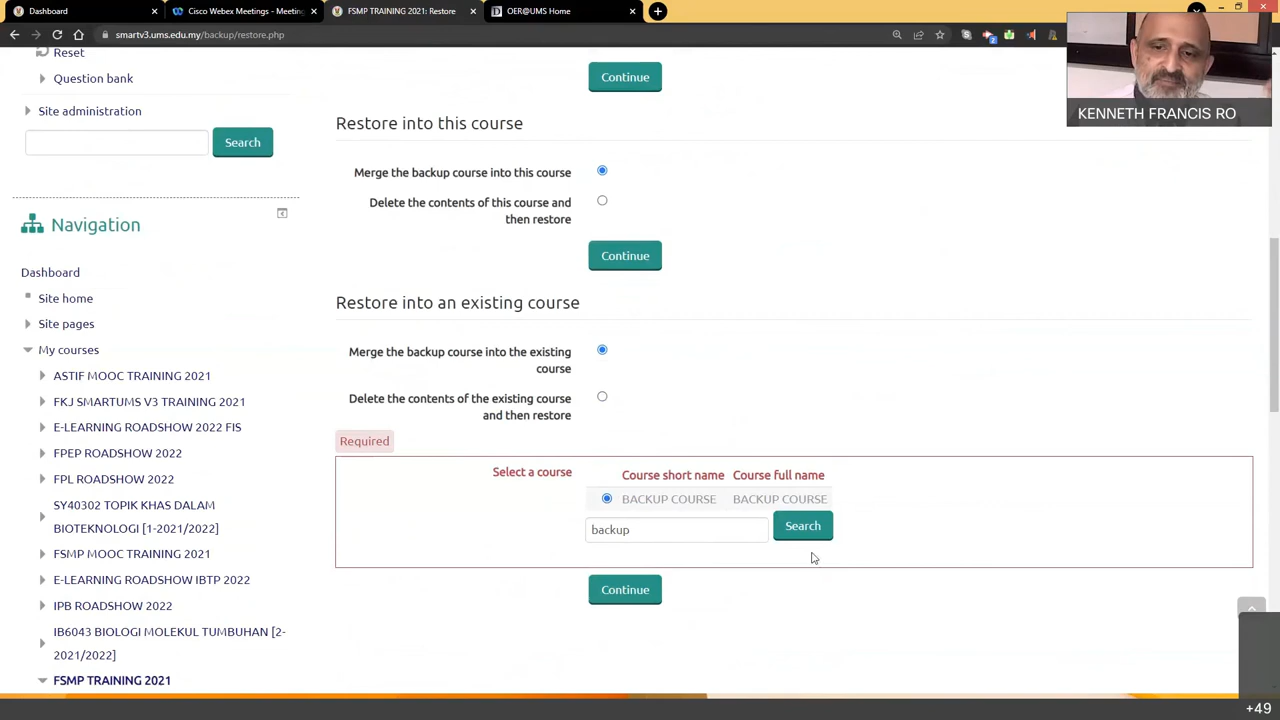 Dashboard
Cisco Webex Meetings - Meeting
FSMP TRAINING 2021: Restore
OER@UMS Home
smartv3.ums.edu.my/backup/restore.php
KENNETH FRANCIS RO
Reset
Question bank
Site administration
Search
Navigation
Dashboard
Site home
Site pages
My courses
ASTIF MOOC TRAINING 2021
FKJ SMARTUMS V3 TRAINING 2021
E-LEARNING ROADSHOW 2022 FIS
FPEP ROADSHOW 2022
FPL ROADSHOW 2022
SY40302 TOPIK KHAS DALAM
BIOTEKNOLOGI [1-2021/2022]
FSMP MOOC TRAINING 2021
E-LEARNING ROADSHOW IBTP 2022
IPB ROADSHOW 2022
IB6043 BIOLOGI MOLEKUL TUMBUHAN [2-
2021/2022]
FSMP TRAINING 2021
Continue
Restore into this course
Merge the backup course into this course
Delete the contents of this course and
then restore
Continue
Restore into an existing course
Merge the backup course into the existing
course
Delete the contents of the existing course
and then restore
Required
Select a course
Course short name Course full name
BACKUP COURSE BACKUP COURSE
backup
Search
Continue
+49